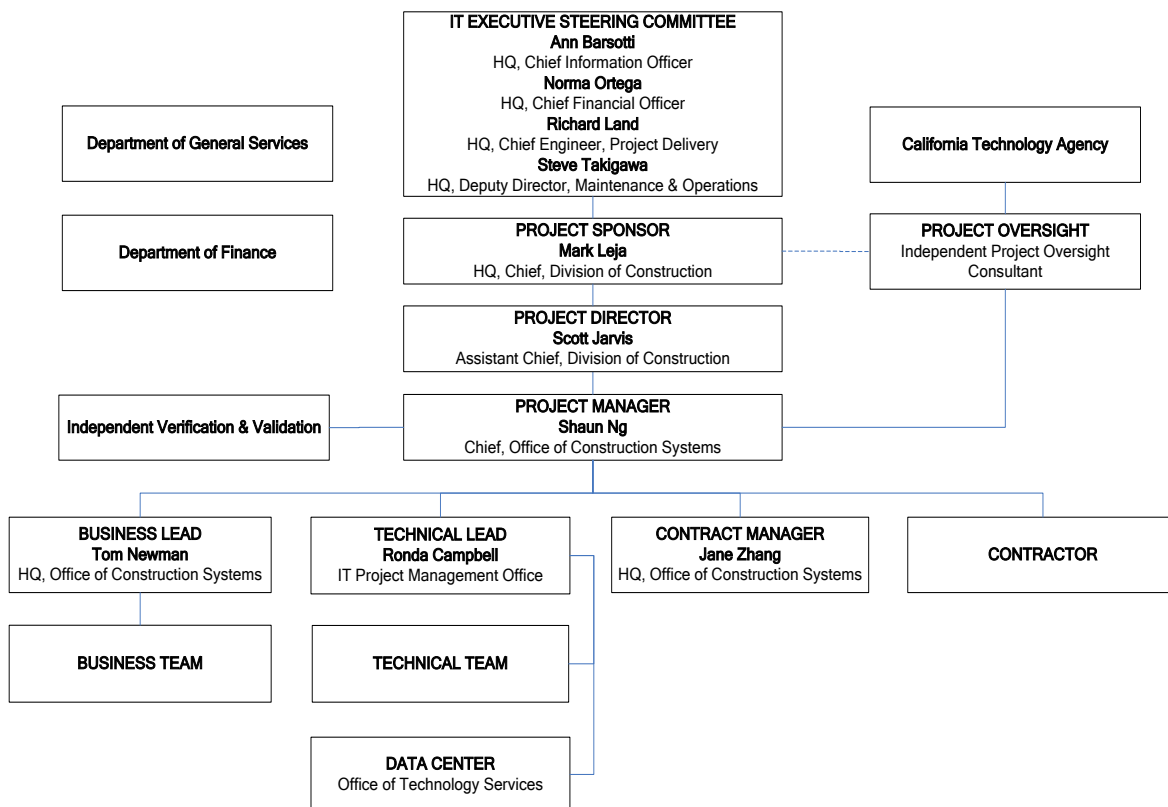 IT EXECUTIVE STEERING COMMITTEE
Ann Barsotti
HQ, Chief Information Officer
Norma Ortega
HQ, Chief Financial Officer
Richard Land
HQ, Chief Engineer, Project Delivery
Steve Takigawa
HQ, Deputy Director, Maintenance & Operations
Department of General Services
California Technology Agency
Department of Finance
PROJECT SPONSOR
Mark Leja
HQ, Chief, Division of Construction
PROJECT OVERSIGHT
Independent Project Oversight
Consultant
PROJECT DIRECTOR
Scott Jarvis
Assistant Chief, Division of Construction
Independent Verification & Validation
PROJECT MANAGER
Shaun Ng
Chief, Office of Construction Systems
BUSINESS LEAD
Tom Newman
HQ, Office of Construction Systems
TECHNICAL LEAD
Ronda Campbell
IT Project Management Office
CONTRACT MANAGER
Jane Zhang
HQ, Office of Construction Systems
CONTRACTOR
BUSINESS TEAM
TECHNICAL TEAM
DATA CENTER
Office of Technology Services